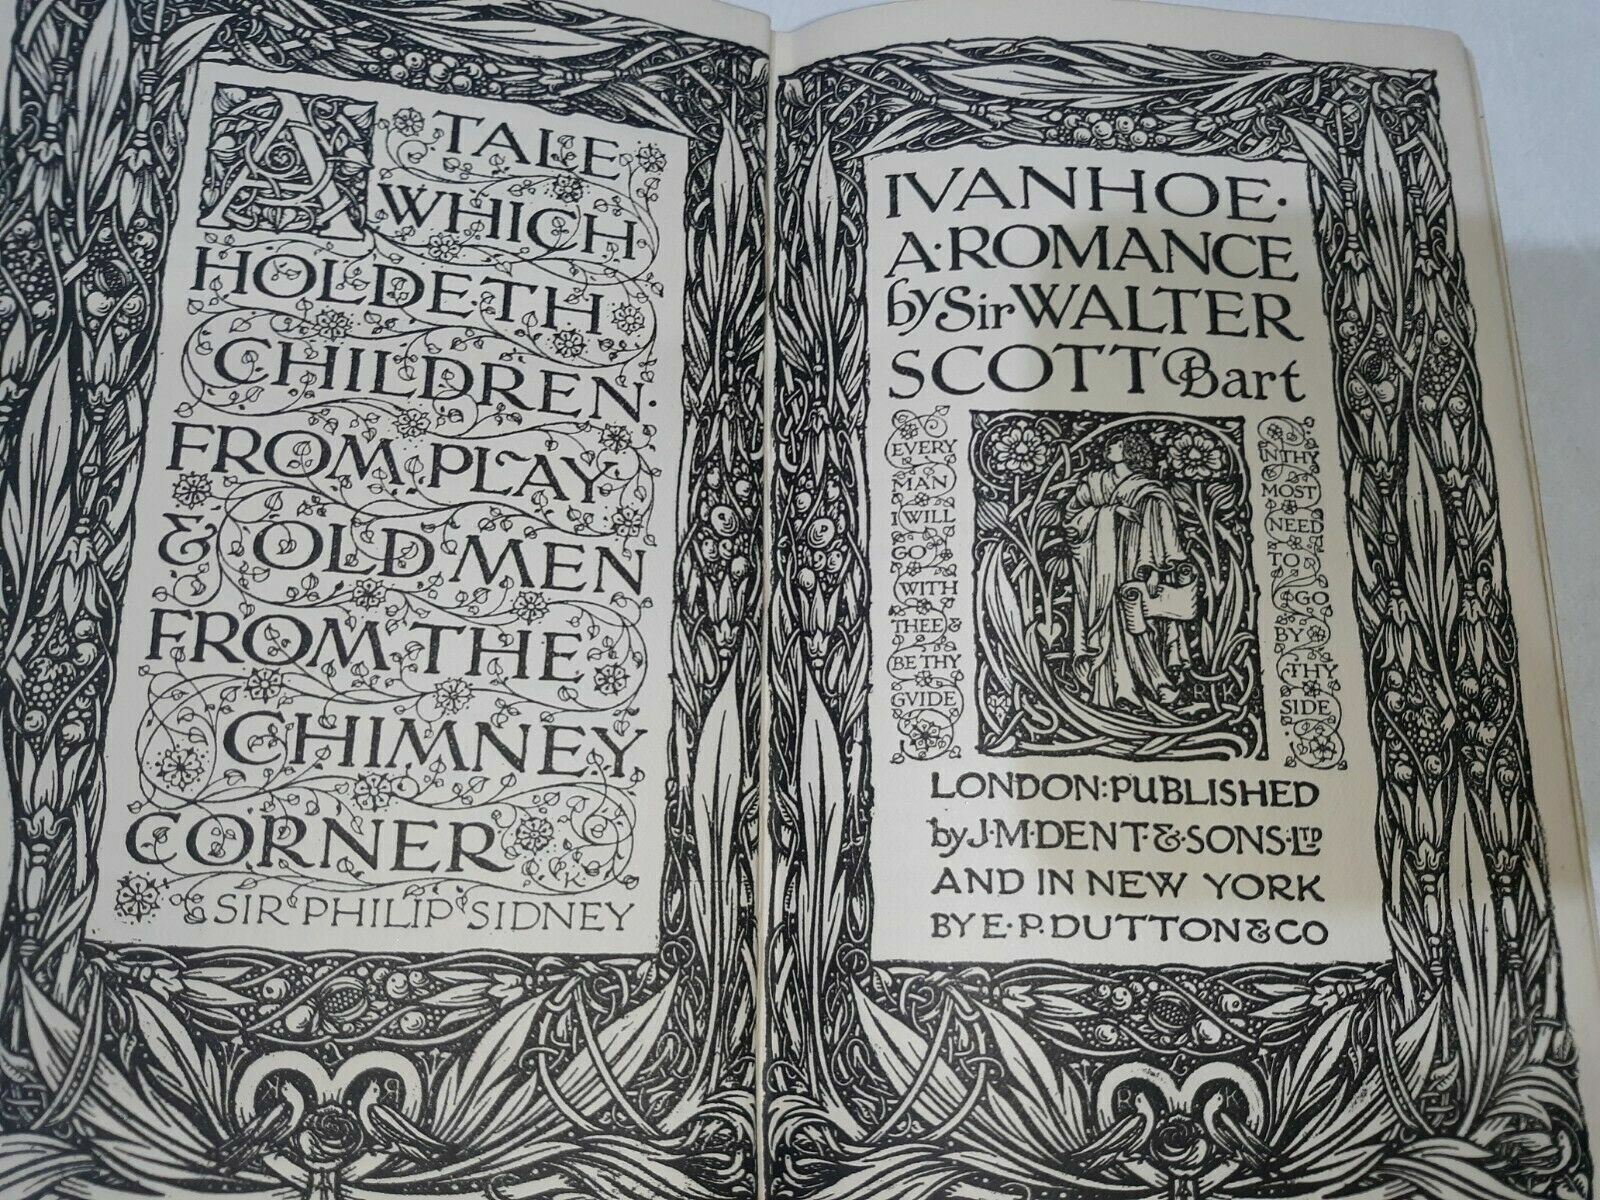 A TALE
WHICH
HOLDETH
CHILDREN
FROM PLAY
& OLD MEN
FROM THE
CHIMNEY
CORNER
SIR PHILIP SIDNEY
IVANHOE·
A·ROMANCE
by Sir WALTER
SCOTT Bart
EVERY
MAN
I WILL
GO
WITH
THEE &
BE THY
GVIDE
IN THY
MOST
NEED
TO
GO
BY
THY
SIDE
RK
LONDON:PUBLISHED
by J·M·DENT·&·SONS·LTD
AND IN NEW YORK
BY E·P·DUTTON & CO
R K